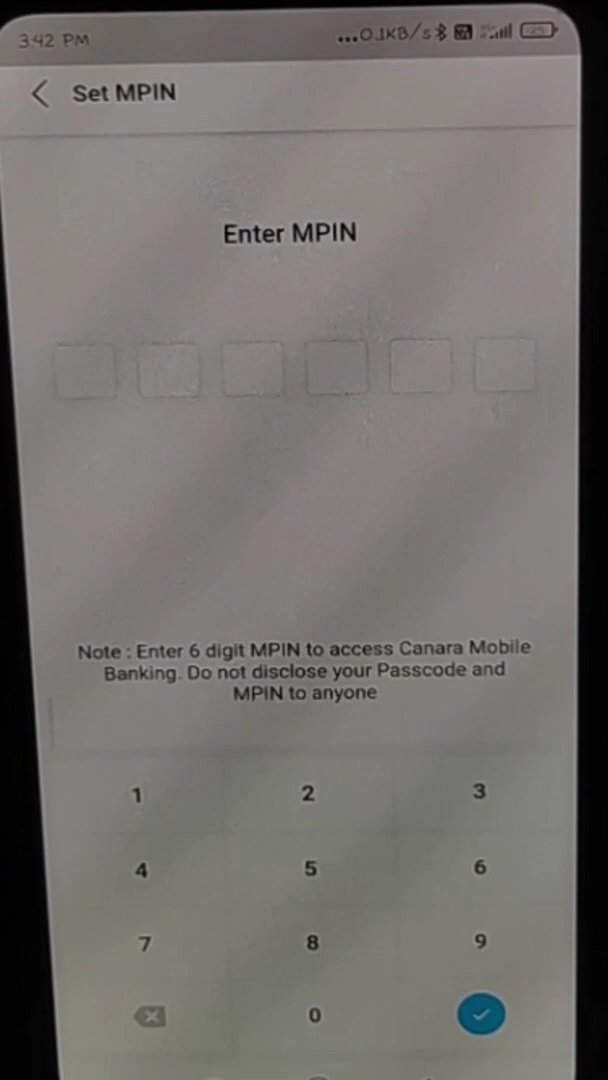 3:42 PM ...0.1KB/s
Set MPIN
Enter MPIN
Note : Enter 6 digit MPIN to access Canara Mobile
Banking. Do not disclose your Passcode and
MPIN to anyone
1 2 3
4 5 6
7 8 9
0